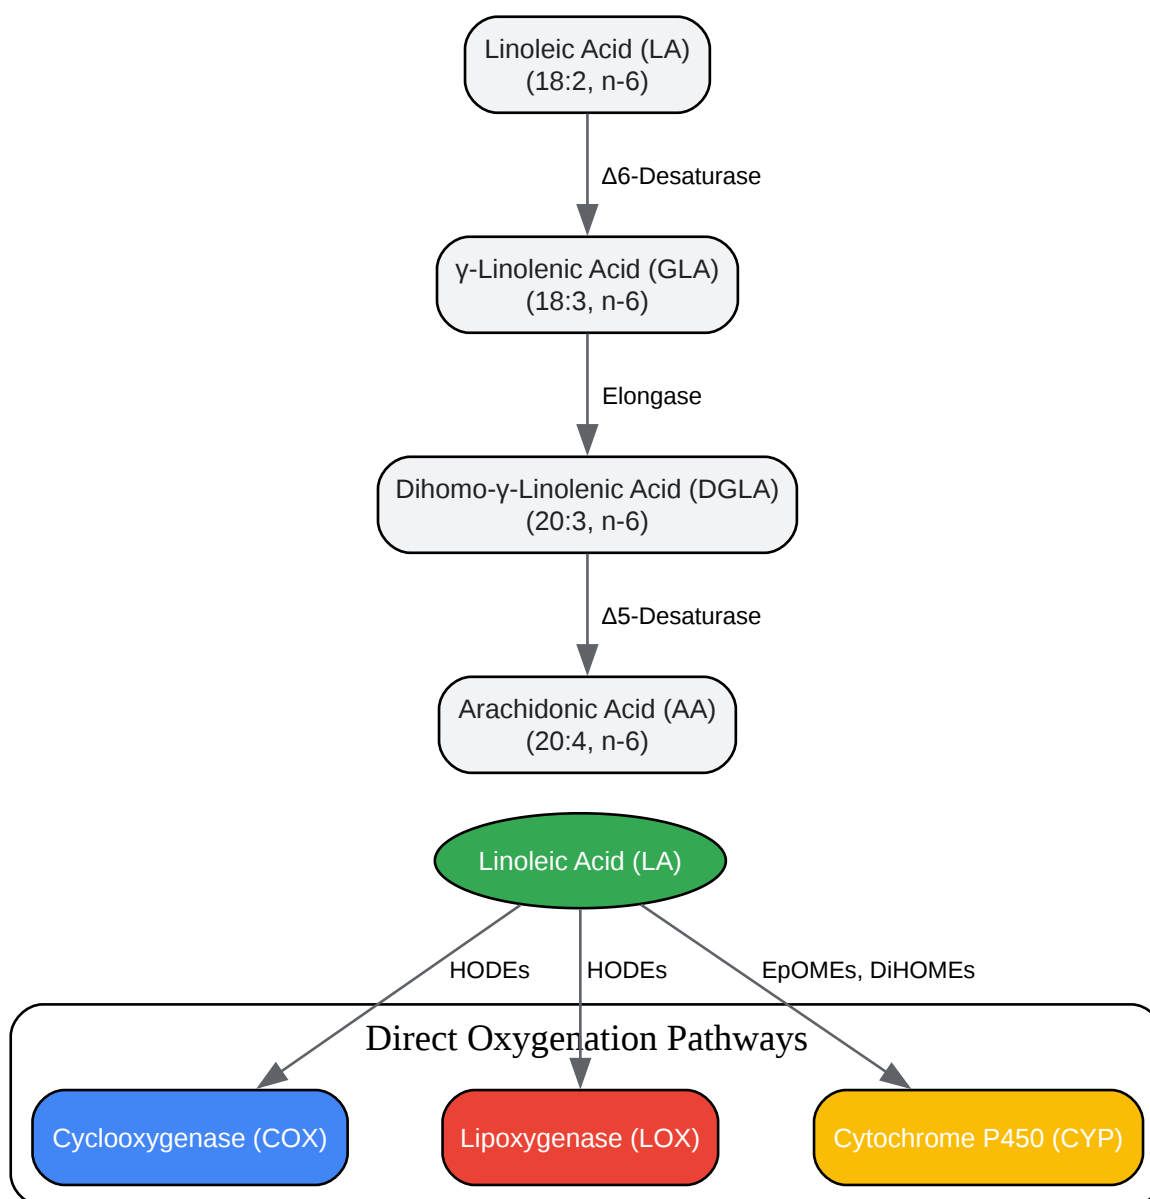 Linoleic Acid (LA)
(18:2, n-6)
Δ6-Desaturase
γ-Linolenic Acid (GLA)
(18:3, n-6)
Elongase
Dihomo-γ-Linolenic Acid (DGLA)
(20:3, n-6)
Δ5-Desaturase
Arachidonic Acid (AA)
(20:4, n-6)
Linoleic Acid (LA)
HODEs
HODEs
EpOMEs, DiHOMEs
Direct Oxygenation Pathways
Cyclooxygenase (COX)
Lipoxygenase (LOX)
Cytochrome P450 (CYP)